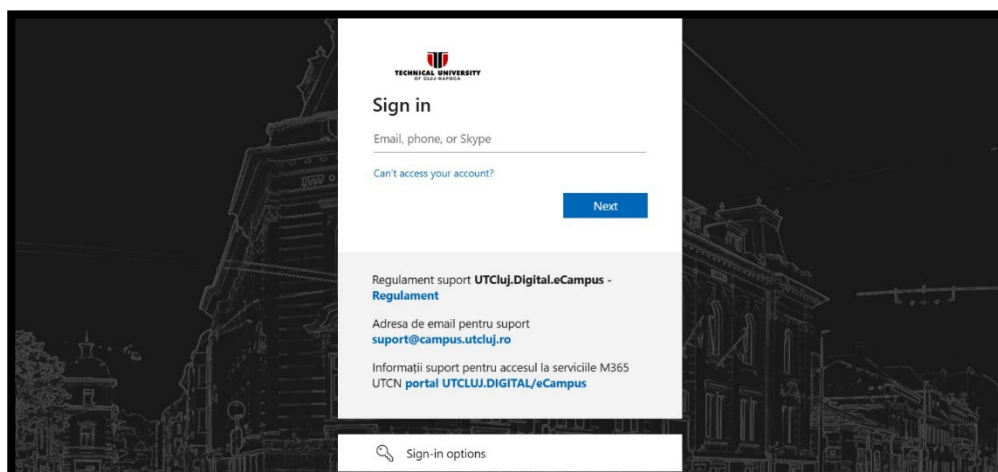 TECHNICAL UNIVERSITY
OF CLUJ-NAPOCA
Sign in
Email, phone, or Skype
Can't access your account?
Next
Regulament suport UTCluj.Digital.eCampus -
Regulament
Adresa de email pentru suport
suport@campus.utcluj.ro
Informații suport pentru accesul la serviciile M365
UTCN portal UTCLUJ.DIGITAL/eCampus
Sign-in options